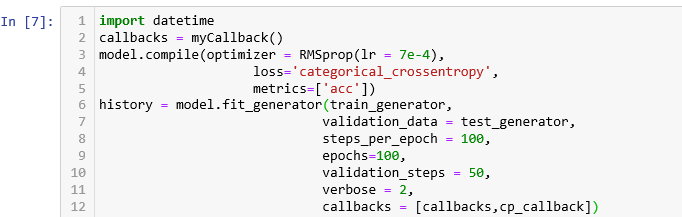 In [7]:
1 import datetime
2 callbacks = myCallback()
3 model.compile(optimizer = RMSprop(lr = 7e-4),
4                     loss='categorical_crossentropy',
5                     metrics=['acc'])
6 history = model.fit_generator(train_generator,
7                              validation_data = test_generator,
8                              steps_per_epoch = 100,
9                              epochs=100,
10                              validation_steps = 50,
11                              verbose = 2,
12                              callbacks = [callbacks,cp_callback])